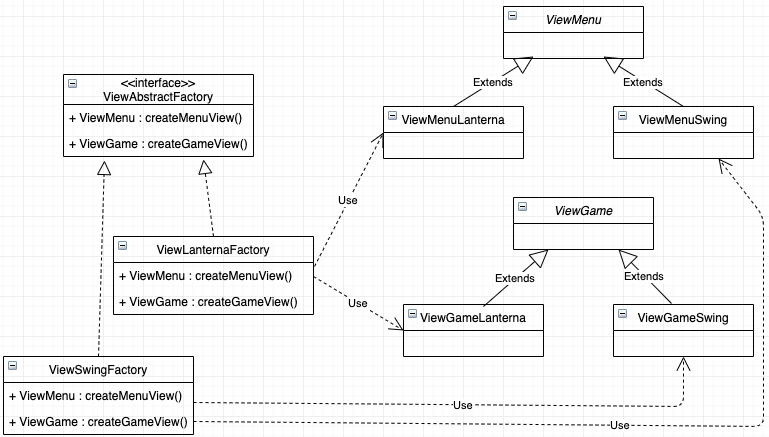 ViewMenu
Extends
Extends
<<interface>>
ViewAbstractFactory
+ ViewMenu : createMenuView()
+ ViewGame : createGameView()
ViewMenuLanterna
ViewMenuSwing
Use
ViewGame
ViewLanternaFactory
+ ViewMenu : createMenuView()
+ ViewGame : createGameView()
Extends
Extends
Use
ViewGameLanterna
ViewGameSwing
ViewSwingFactory
+ ViewMenu : createMenuView()
+ ViewGame : createGameView()
Use
Use